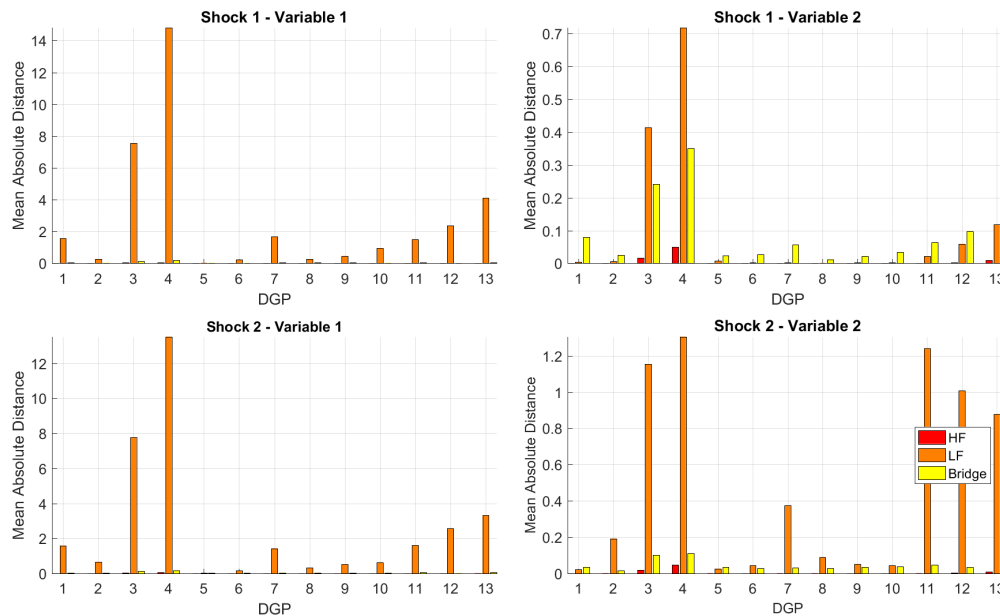 Shock 1 - Variable 1
Mean Absolute Distance
14
12
10
8
6
4
2
0
1 2 3 4 5 6 7 8 9 10 11 12 13
DGP
Shock 1 - Variable 2
Mean Absolute Distance
0.7
0.6
0.5
0.4
0.3
0.2
0.1
0
1 2 3 4 5 6 7 8 9 10 11 12 13
DGP
Shock 2 - Variable 1
Mean Absolute Distance
12
10
8
6
4
2
0
1 2 3 4 5 6 7 8 9 10 11 12 13
DGP
Shock 2 - Variable 2
Mean Absolute Distance
1.2
1
0.8
0.6
0.4
0.2
0
1 2 3 4 5 6 7 8 9 10 11 12 13
DGP
HF
LF
Bridge